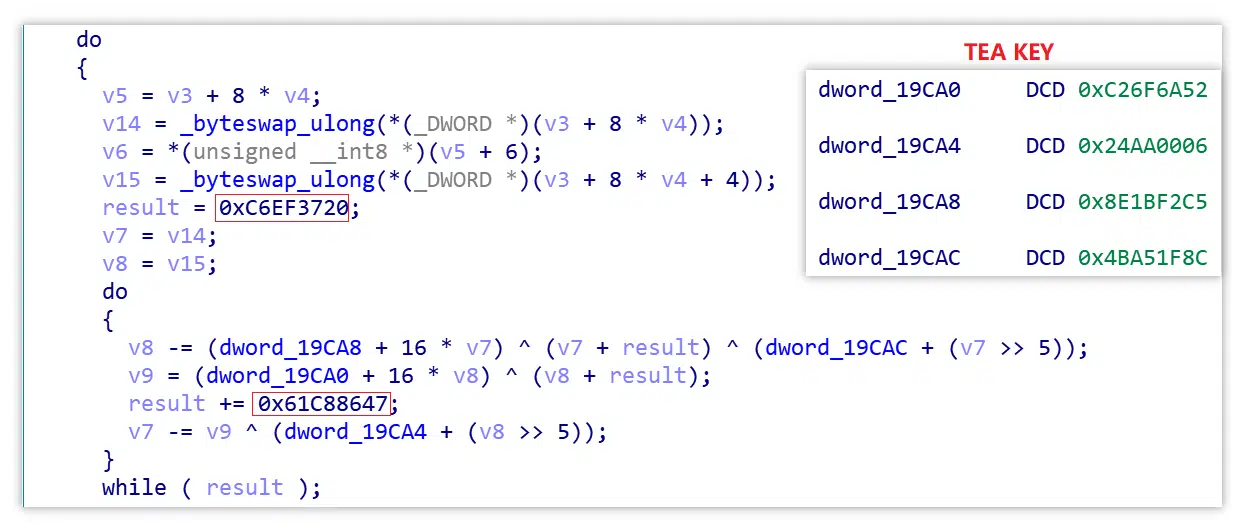 do
{
v5 = v3 + 8 * v4;
v14 = _byteswap_ulong(*(_DWORD *)(v3 + 8 * v4));
v6 = *(unsigned __int8 *)(v5 + 6);
v15 = _byteswap_ulong(*(_DWORD *)(v3 + 8 * v4 + 4));
result = 0xC6EF3720;
v7 = v14;
v8 = v15;
do
{
v8 -= (dword_19CA8 + 16 * v7) ^ (v7 + result) ^ (dword_19CAC + (v7 >> 5));
v9 = (dword_19CA0 + 16 * v8) ^ (v8 + result);
result += 0x61C88647;
v7 -= v9 ^ (dword_19CA4 + (v8 >> 5));
}
while ( result );
TEA KEY
dword_19CA0 DCD 0xC26F6A52
dword_19CA4 DCD 0x24AA0006
dword_19CA8 DCD 0x8E1BF2C5
dword_19CAC DCD 0x4BA51F8C